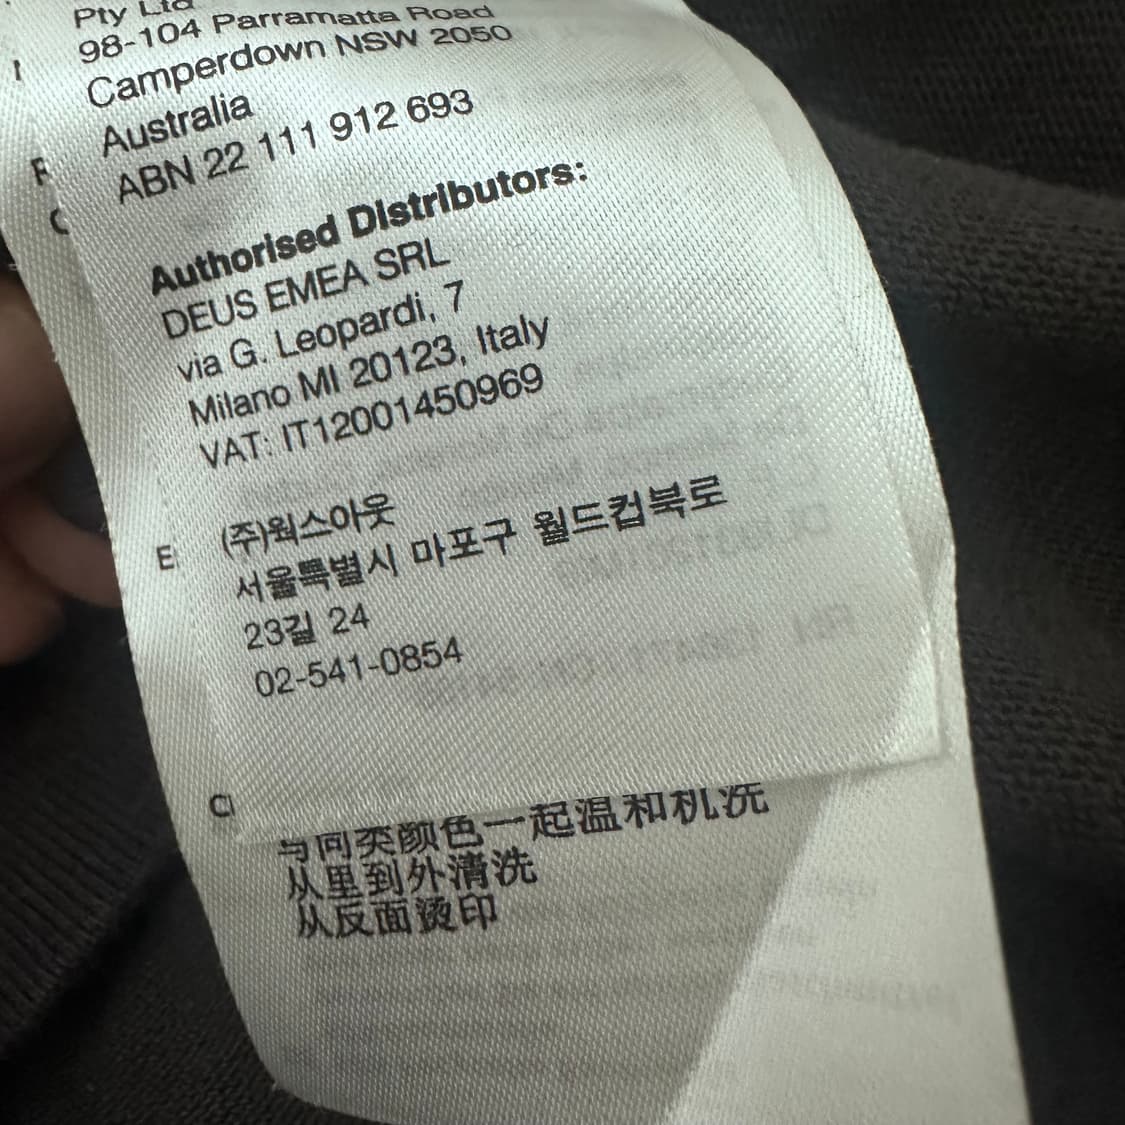 Pty Ltd
98-104 Parramatta Road
Camperdown NSW 2050
Australia
ABN 22 111 912 693
Authorised Distributors:
DEUS EMEA SRL
via G. Leopardi, 7
Milano MI 20123, Italy
VAT: IT12001450969
(주)웍스아웃
서울특별시 마포구 월드컵북로
23길 24
02-541-0854
E
与同类颜色一起温和机洗
从里到外清洗
从反面烫印